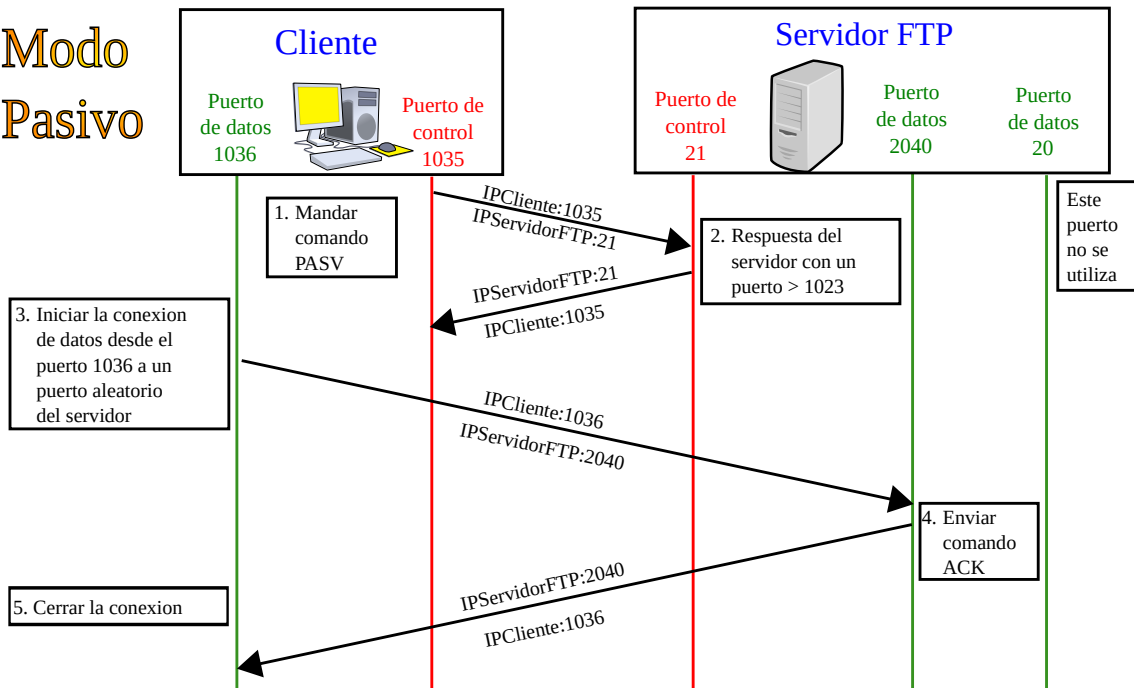 Modo
Pasivo
Cliente
Puerto
de datos
1036
Puerto de
control
1035
Servidor FTP
Puerto de
control
21
Puerto
de datos
2040
Puerto
de datos
20
Este
puerto
no se
utiliza
1. Mandar
comando
PASV
IPCliente:1035
IPServidorFTP:21
2. Respuesta del
servidor con un
puerto > 1023
IPServidorFTP:21
IPCliente:1035
3. Iniciar la conexion
de datos desde el
puerto 1036 a un
puerto aleatorio
del servidor
IPCliente:1036
IPServidorFTP:2040
4. Enviar
comando
ACK
IPServidorFTP:2040
IPCliente:1036
5. Cerrar la conexion